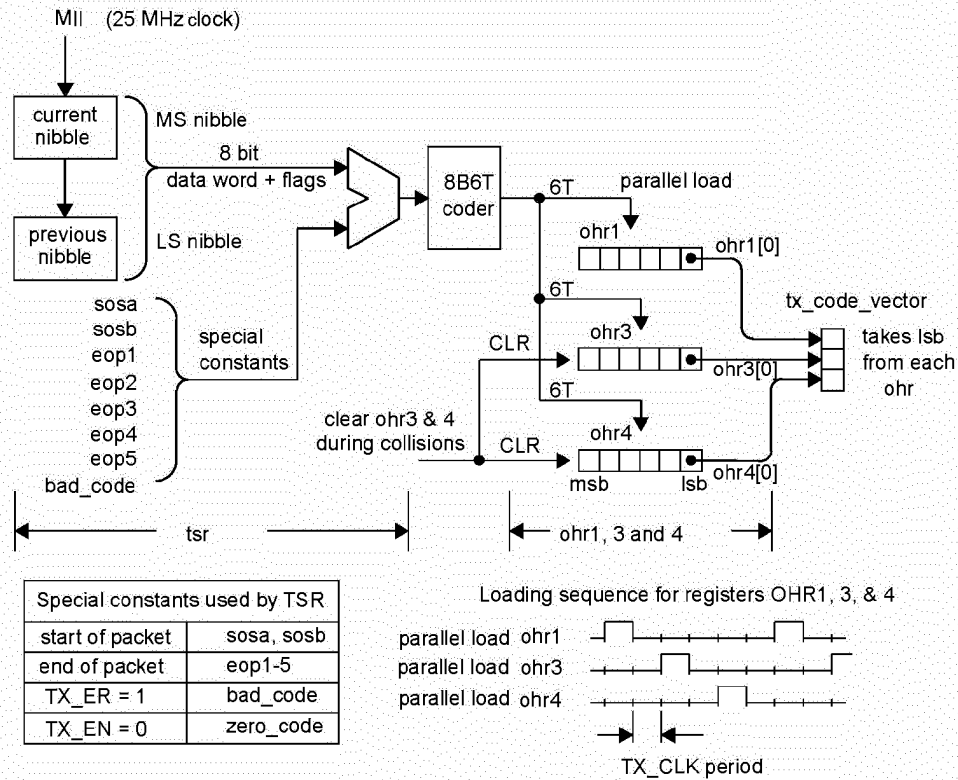 MII (25 MHz clock)
current
nibble
MS nibble
8 bit
data word + flags
previous
nibble
LS nibble
8B6T
coder
6T
parallel load
ohr1
ohr1[0]
6T
ohr3
CLR
ohr3[0]
6T
ohr4
CLR
ohr4[0]
msb
lsb
tx_code_vector
takes lsb
from each
ohr
sosa
sosb
eop1
eop2
eop3
eop4
eop5
bad_code
special
constants
clear ohr3 & 4
during collisions
tsr
ohr1, 3 and 4
Special constants used by TSR
start of packet sosa, sosb
end of packet eop1-5
TX_ER = 1 bad_code
TX_EN = 0 zero_code
Loading sequence for registers OHR1, 3, & 4
parallel load ohr1
parallel load ohr3
parallel load ohr4
TX_CLK period